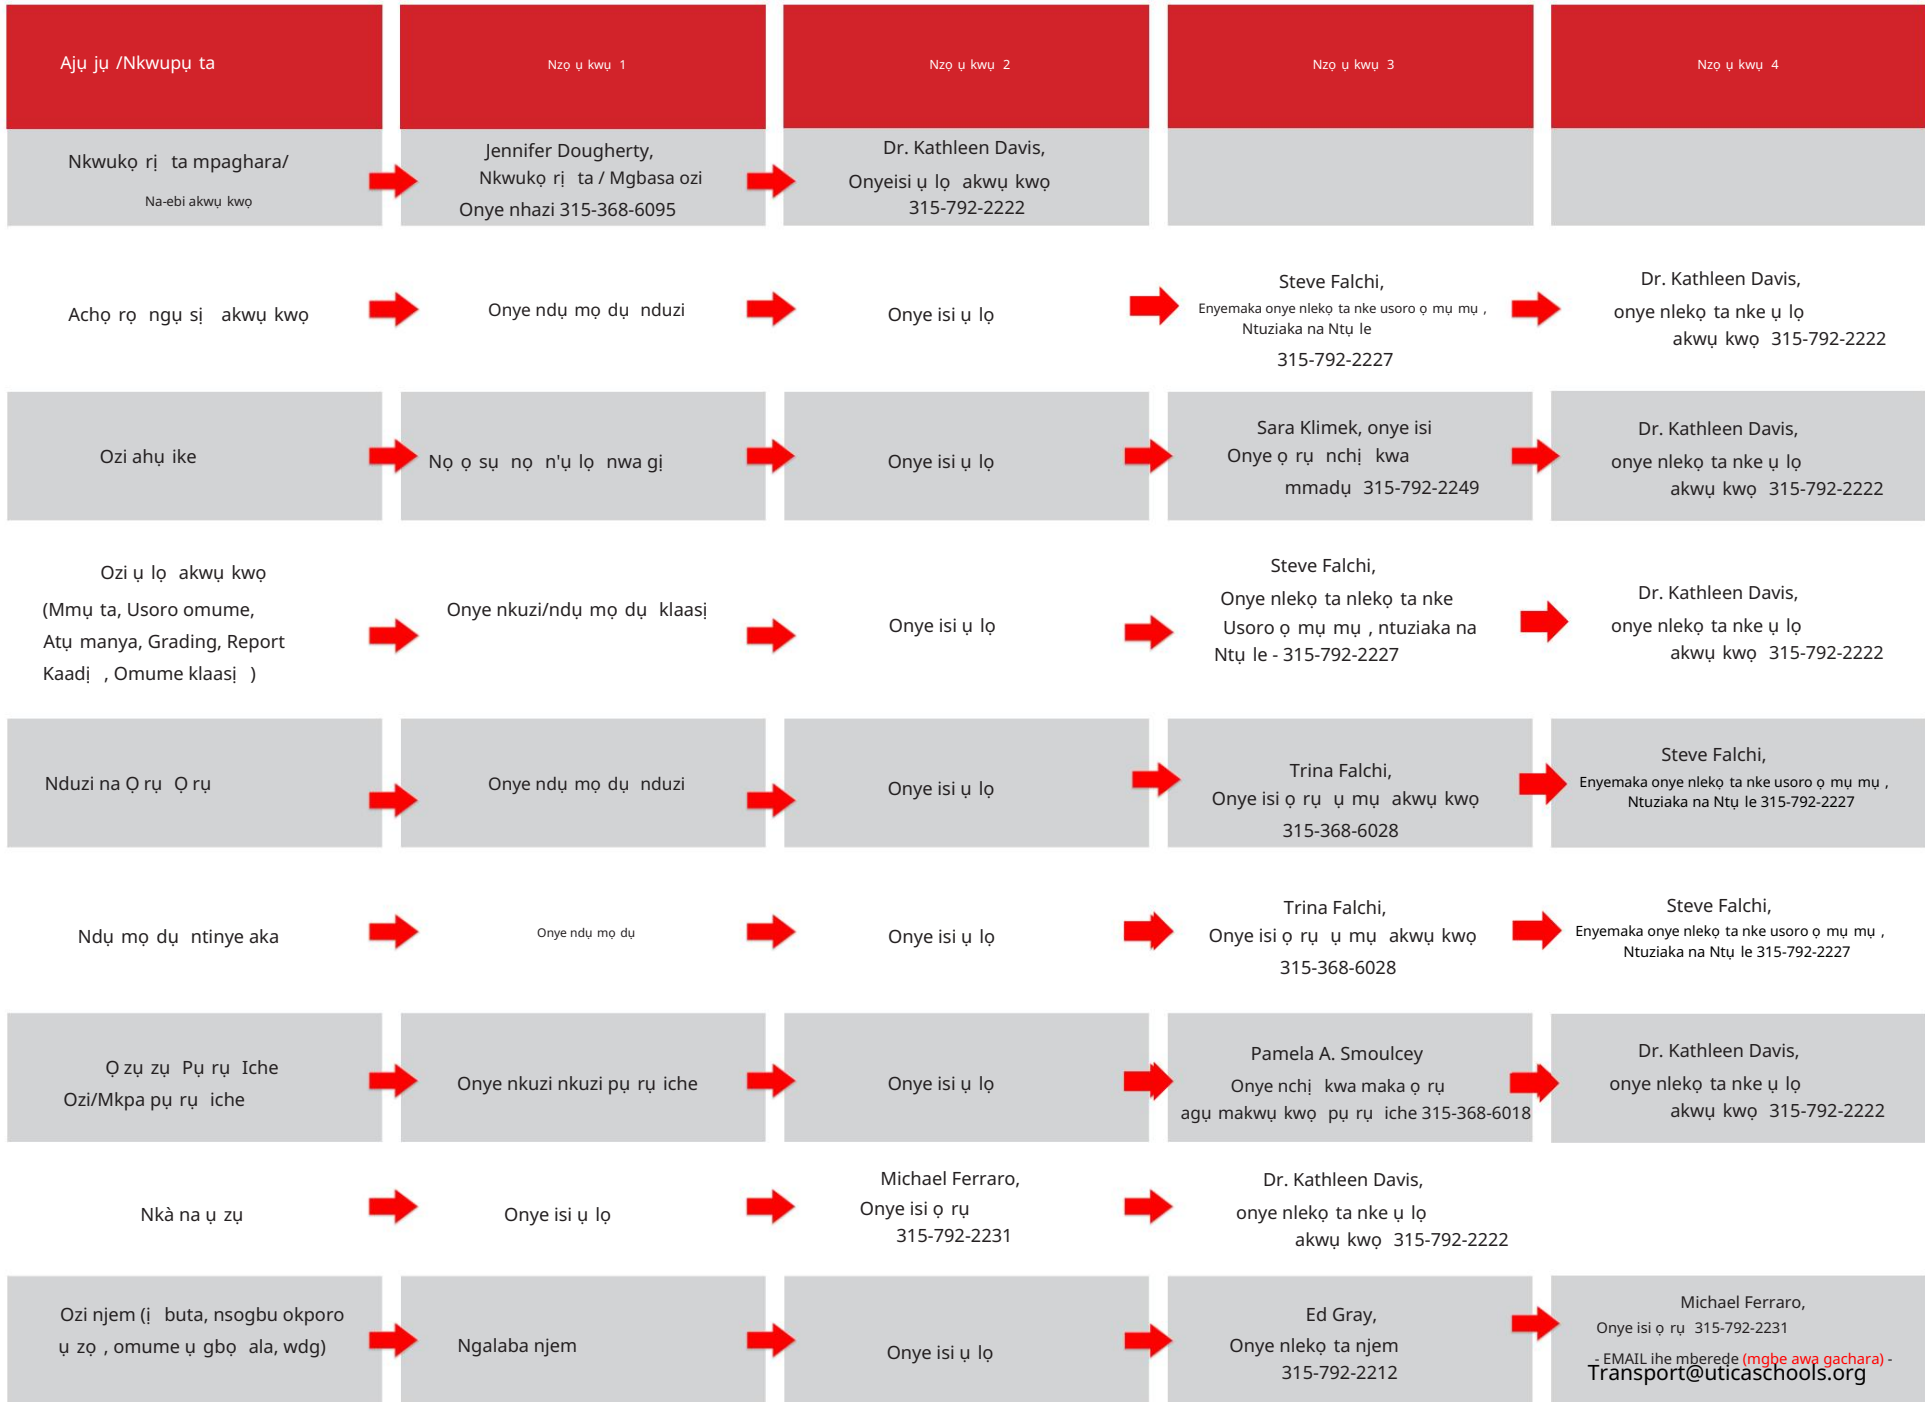 Ajụ jụ /Nkwupụ ta
Nzọ ụ kwụ 1
Nzọ ụ kwụ 2
Nzọ ụ kwụ 3
Nzọ ụ kwụ 4
Nkwukọ rị ta mpaghara/
Na-ebi akwụ kwọ
Jennifer Dougherty,
Nkwukọ rị ta / Mgbasa ozi
Onye nhazi 315-368-6095
Dr. Kathleen Davis,
Onyeisi ụ lọ akwụ kwọ
315-792-2222
Achọ rọ ngụ sị akwụ kwọ
Onye ndụ mọ dụ nduzi
Onye isi ụ lọ
Steve Falchi,
Enyemaka onye nlekọ ta nke usoro ọ mụ mụ ,
Ntuziaka na Ntụ le
315-792-2227
Dr. Kathleen Davis,
onye nlekọ ta nke ụ lọ
akwụ kwọ 315-792-2222
Ozi ahụ ike
Nọ ọ sụ nọ n'ụ lọ nwa gị
Onye isi ụ lọ
Sara Klimek, onye isi
Onye ọ rụ nchị kwa
mmadụ 315-792-2249
Dr. Kathleen Davis,
onye nlekọ ta nke ụ lọ
akwụ kwọ 315-792-2222
Ozi ụ lọ akwụ kwọ
(Mmụ ta, Usoro omume,
Atụ manya, Grading, Report
Kaadị , Omume klaasị )
Onye nkuzi/ndụ mọ dụ klaasị
Onye isi ụ lọ
Steve Falchi,
Onye nlekọ ta nlekọ ta nke
Usoro ọ mụ mụ , ntuziaka na
Ntụ le - 315-792-2227
Dr. Kathleen Davis,
onye nlekọ ta nke ụ lọ
akwụ kwọ 315-792-2222
Nduzi na Ọ rụ Ọ rụ
Onye ndụ mọ dụ nduzi
Onye isi ụ lọ
Trina Falchi,
Onye isi ọ rụ ụ mụ akwụ kwọ
315-368-6028
Steve Falchi,
Enyemaka onye nlekọ ta nke usoro ọ mụ mụ ,
Ntuziaka na Ntụ le 315-792-2227
Ndụ mọ dụ ntinye aka
Onye ndụ mọ dụ
Onye isi ụ lọ
Trina Falchi,
Onye isi ọ rụ ụ mụ akwụ kwọ
315-368-6028
Steve Falchi,
Enyemaka onye nlekọ ta nke usoro ọ mụ mụ ,
Ntuziaka na Ntụ le 315-792-2227
Ọ zụ zụ Pụ rụ Iche
Ozi/Mkpa pụ rụ iche
Onye nkuzi nkuzi pụ rụ iche
Onye isi ụ lọ
Pamela A. Smoulcey
Onye nchị kwa maka ọ rụ
agụ makwụ kwọ pụ rụ iche 315-368-6018
Dr. Kathleen Davis,
onye nlekọ ta nke ụ lọ
akwụ kwọ 315-792-2222
Nkà na ụ zụ
Onye isi ụ lọ
Michael Ferraro,
Onye isi ọ rụ
315-792-2231
Dr. Kathleen Davis,
onye nlekọ ta nke ụ lọ
akwụ kwọ 315-792-2222
Ozi njem (ị buta, nsogbu okporo
ụ zọ , omume ụ gbọ ala, wdg)
Ngalaba njem
Onye isi ụ lọ
Ed Gray,
Onye nlekọ ta njem
315-792-2212
Michael Ferraro,
Onye isi ọ rụ 315-792-2231
- EMAIL ihe mberede (mgbe awa gachara) -
Transport@uticaschools.org